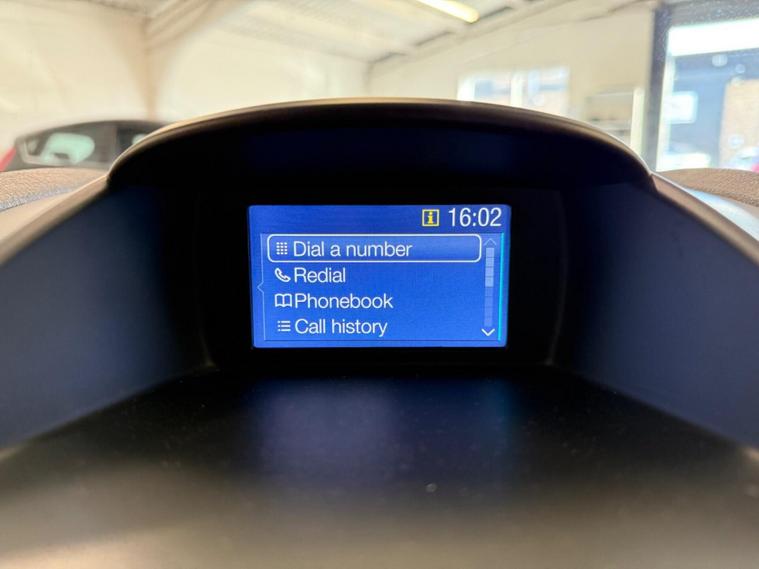 16:02
Dial a number
Redial
Phonebook
Call history